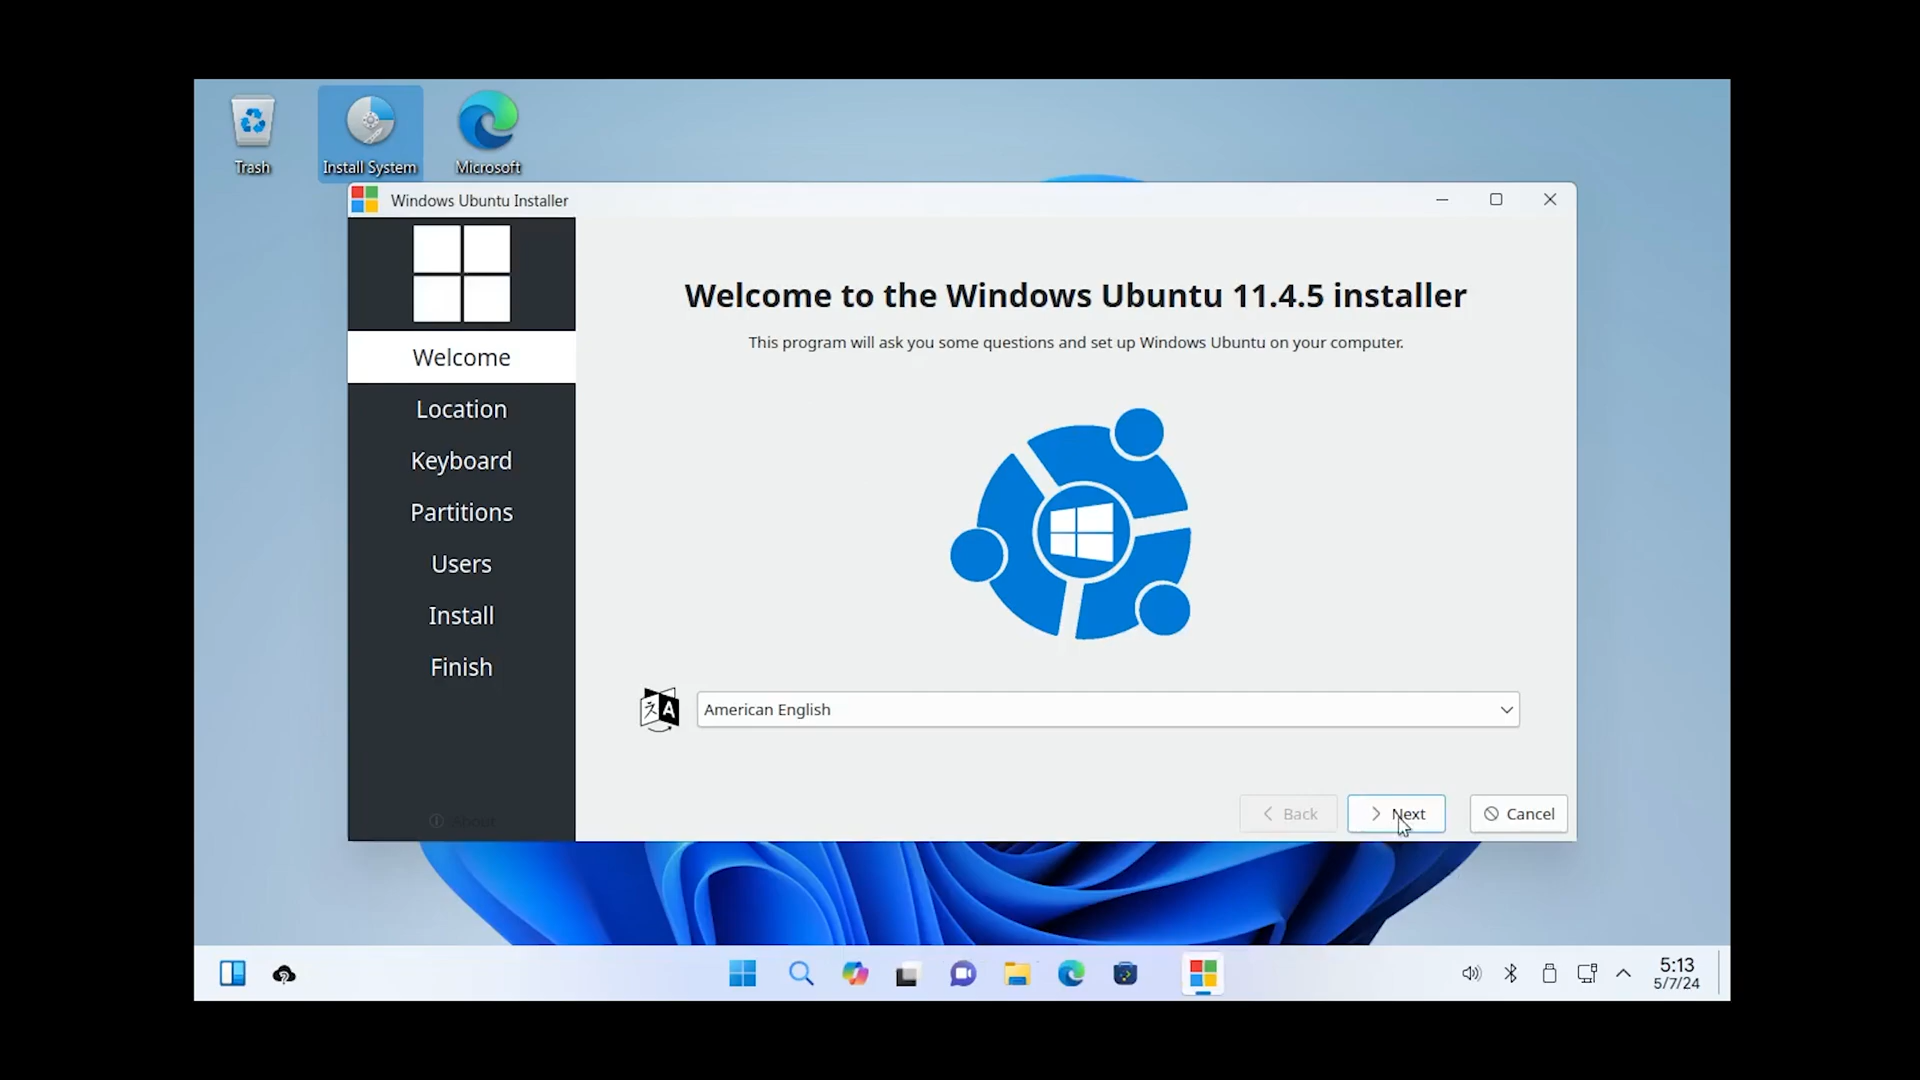 Trash
Install System
Microsoft
Windows Ubuntu Installer
Welcome to the Windows Ubuntu 11.4.5 installer
This program will ask you some questions and set up Windows Ubuntu on your computer.
Welcome
Location
Keyboard
Partitions
Users
Install
Finish
About
American English
Back
Next
Cancel
5:13
5/7/24